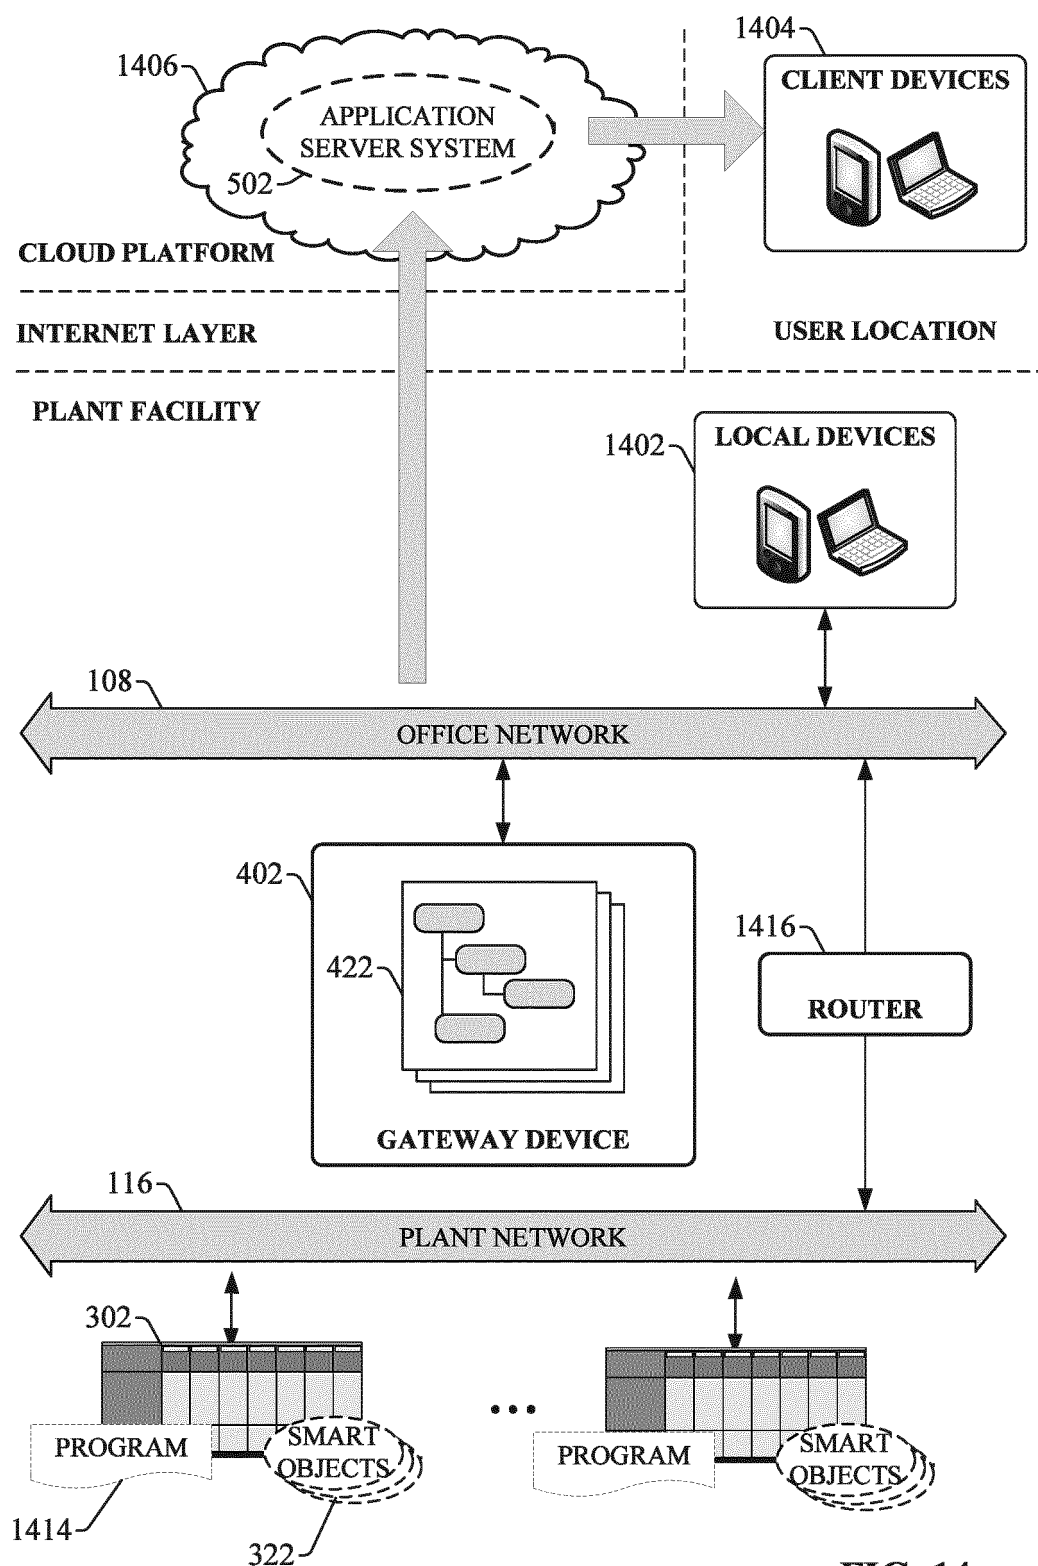 1404
1406
CLIENT DEVICES
APPLICATION
SERVER SYSTEM
502
CLOUD PLATFORM
INTERNET LAYER
USER LOCATION
PLANT FACILITY
LOCAL DEVICES
1402
108
OFFICE NETWORK
402
1416
422
ROUTER
GATEWAY DEVICE
116
PLANT NETWORK
302
PROGRAM
SMART
OBJECTS
...
PROGRAM
SMART
OBJECTS
1414
322